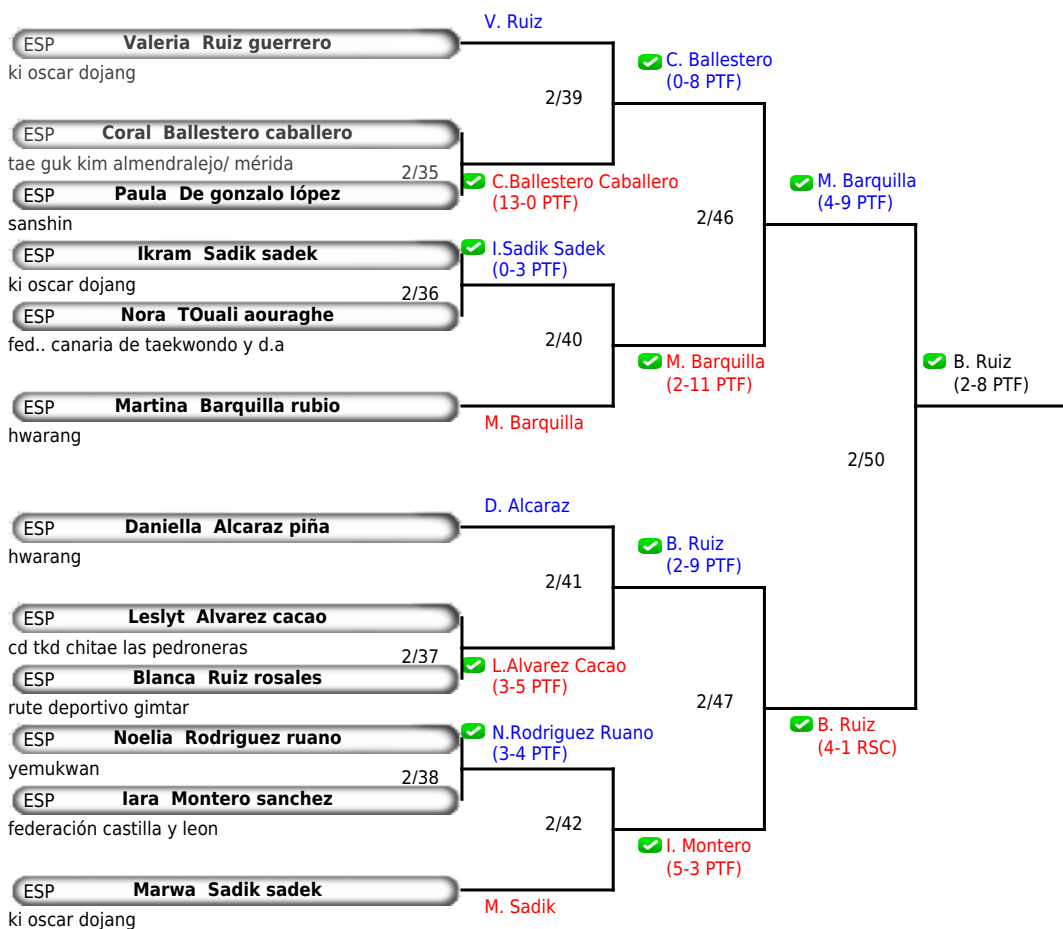 V. Ruiz
ESP Valeria Ruiz guerrero
ki oscar dojang
C. Ballestero
(0-8 PTF)
2/39
ESP Coral Ballestero caballero
tae guk kim almendralejo/ mérida
2/35
C.Ballestero Caballero
(13-0 PTF)
ESP Paula De gonzalo lópez
sanshin
M. Barquilla
(4-9 PTF)
2/46
ESP Ikram Sadik sadek
ki oscar dojang
I.Sadik Sadek
(0-3 PTF)
2/36
ESP Nora TOuali aouraghe
fed.. canaria de taekwondo y d.a
2/40
M. Barquilla
(2-11 PTF)
B. Ruiz
(2-8 PTF)
ESP Martina Barquilla rubio
hwarang
M. Barquilla
2/50
D. Alcaraz
ESP Daniella Alcaraz piña
hwarang
B. Ruiz
(2-9 PTF)
2/41
ESP Leslyt Alvarez cacao
cd tkd chitae las pedroneras
2/37
L.Alvarez Cacao
(3-5 PTF)
ESP Blanca Ruiz rosales
rute deportivo gimtar
2/47
B. Ruiz
(4-1 RSC)
ESP Noelia Rodriguez ruano
yemukwan
N.Rodriguez Ruano
(3-4 PTF)
2/38
ESP Iara Montero sanchez
federación castilla y leon
2/42
I. Montero
(5-3 PTF)
ESP Marwa Sadik sadek
ki oscar dojang
M. Sadik